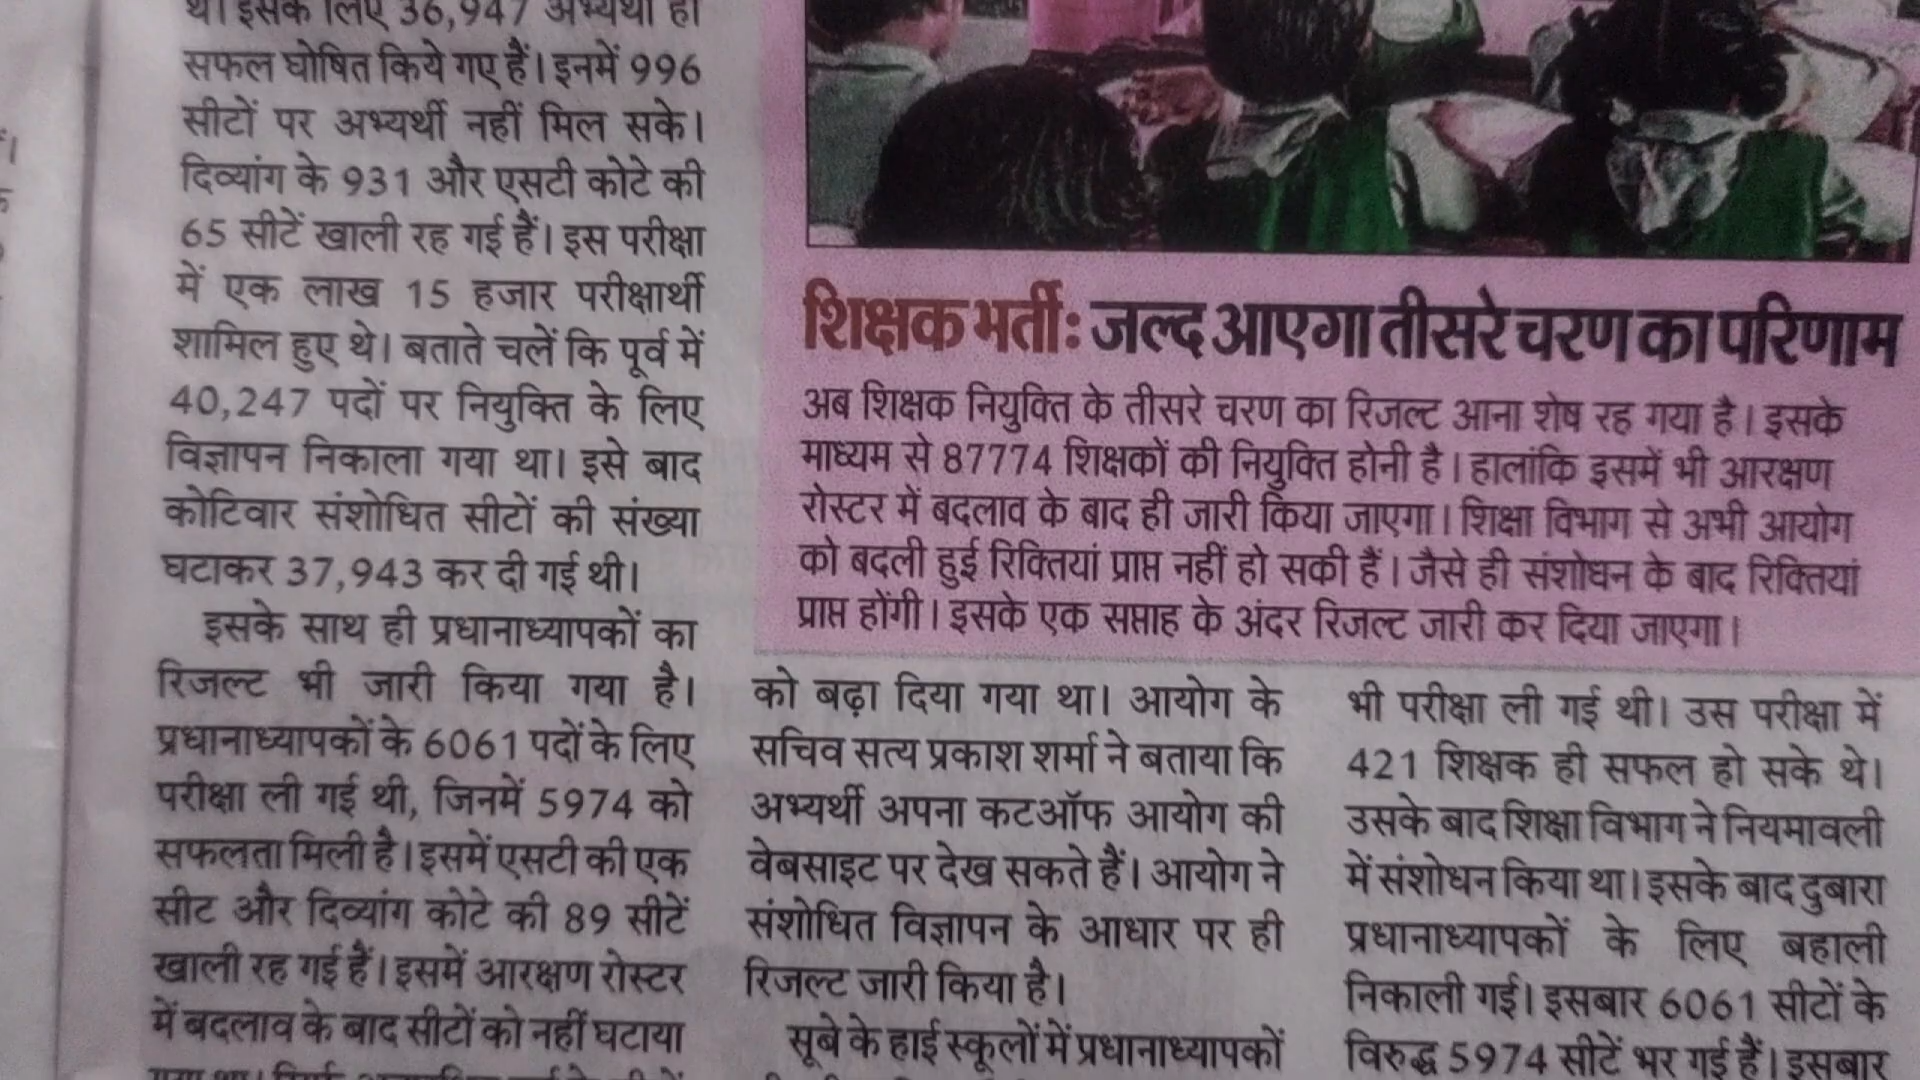 था। इसके लिए 36,947 अभ्यर्थी ही
सफल घोषित किये गए हैं। इनमें 996
सीटों पर अभ्यर्थी नहीं मिल सके।
दिव्यांग के 931 और एसटी कोटे की
65 सीटें खाली रह गई हैं। इस परीक्षा
में एक लाख 15 हजार परीक्षार्थी
शामिल हुए थे। बताते चलें कि पूर्व में
40,247 पदों पर नियुक्ति के लिए
विज्ञापन निकाला गया था। इसे बाद
कोटिवार संशोधित सीटों की संख्या
घटाकर 37,943 कर दी गई थी।
इसके साथ ही प्रधानाध्यापकों का
रिजल्ट भी जारी किया गया है।
प्रधानाध्यापकों के 6061 पदों के लिए
परीक्षा ली गई थी, जिनमें 5974 को
सफलता मिली है। इसमें एसटी की एक
सीट और दिव्यांग कोटे की 89 सीटें
खाली रह गई हैं। इसमें आरक्षण रोस्टर
में बदलाव के बाद सीटों को नहीं घटाया
शिक्षक भर्ती: जल्द आएगा तीसरे चरण का परिणाम
अब शिक्षक नियुक्ति के तीसरे चरण का रिजल्ट आना शेष रह गया है। इसके
माध्यम से 87774 शिक्षकों की नियुक्ति होनी है। हालांकि इसमें भी आरक्षण
रोस्टर में बदलाव के बाद ही जारी किया जाएगा। शिक्षा विभाग से अभी आयोग
को बदली हुई रिक्तियां प्राप्त नहीं हो सकी हैं। जैसे ही संशोधन के बाद रिक्तियां
प्राप्त होंगी। इसके एक सप्ताह के अंदर रिजल्ट जारी कर दिया जाएगा।
को बढ़ा दिया गया था। आयोग के
सचिव सत्य प्रकाश शर्मा ने बताया कि
अभ्यर्थी अपना कटऑफ आयोग की
वेबसाइट पर देख सकते हैं। आयोग ने
संशोधित विज्ञापन के आधार पर ही
रिजल्ट जारी किया है।
सूबे के हाई स्कूलों में प्रधानाध्यापकों
भी परीक्षा ली गई थी। उस परीक्षा में
421 शिक्षक ही सफल हो सके थे।
उसके बाद शिक्षा विभाग ने नियमावली
में संशोधन किया था। इसके बाद दुबारा
प्रधानाध्यापकों के लिए बहाली
निकाली गई। इसबार 6061 सीटों के
विरुद्ध 5974 सीटें भर गई हैं। इसबार